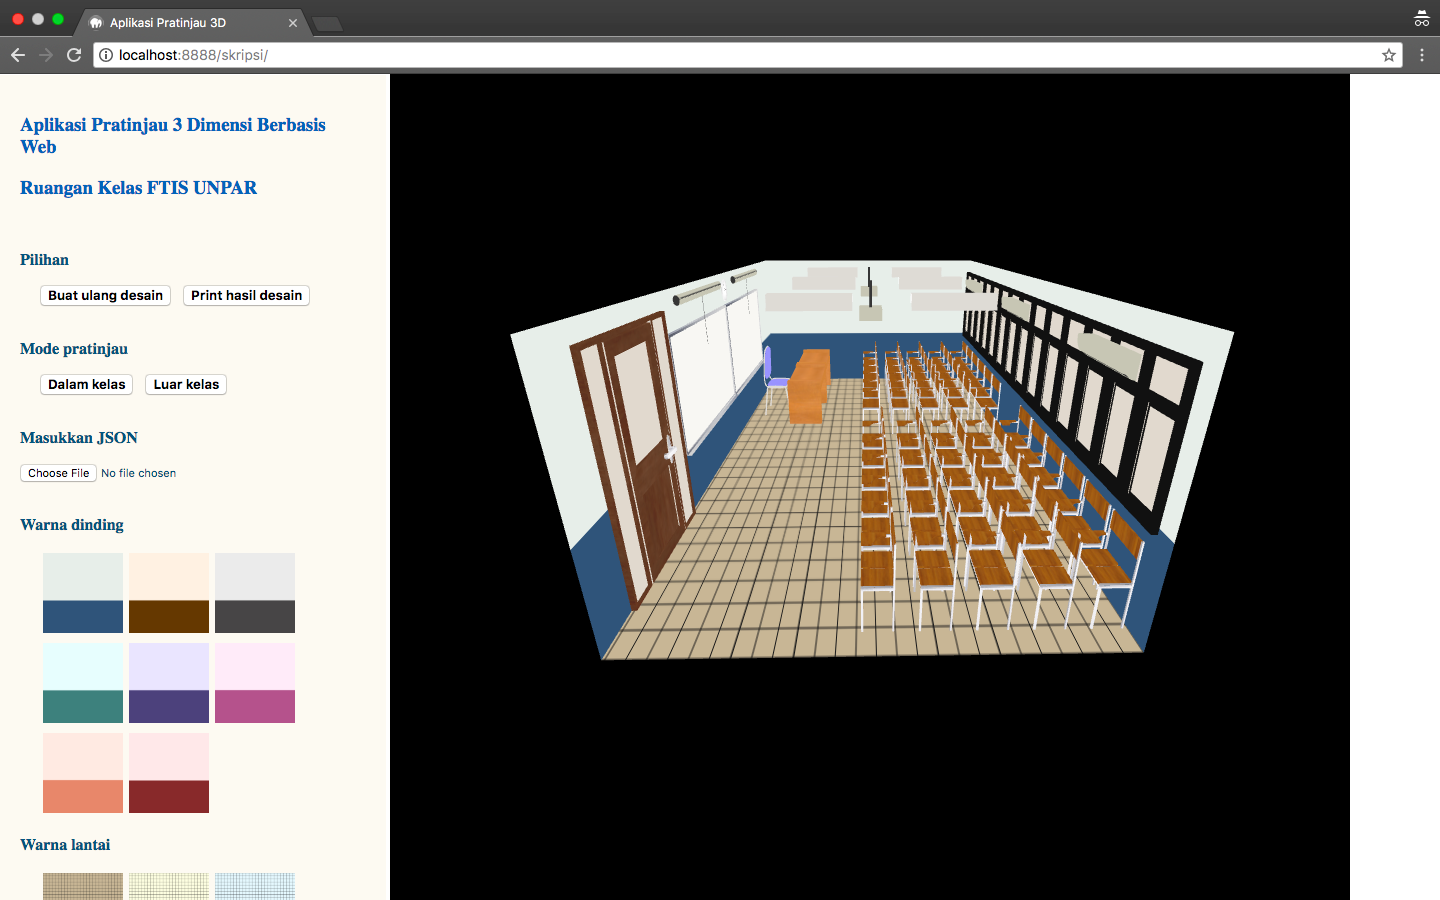 Aplikasi Pratinjau 3D
localhost:8888/skripsi/
Aplikasi Pratinjau 3 Dimensi Berbasis
Web
Ruangan Kelas FTIS UNPAR
Pilihan
Buat ulang desain Print hasil desain
Mode pratinjau
Dalam kelas Luar kelas
Masukkan JSON
Choose File No file chosen
Warna dinding
Warna lantai